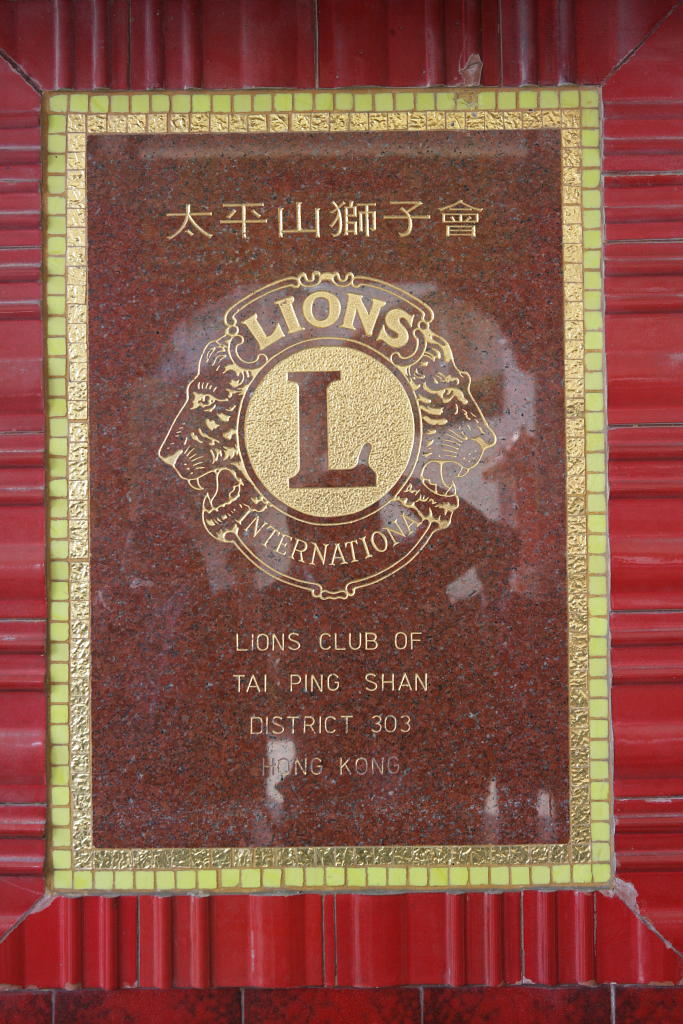 太平山獅子會
LIONS
L
INTERNATIONAL
LIONS CLUB OF
TAI PING SHAN
DISTRICT 303
HONG KONG